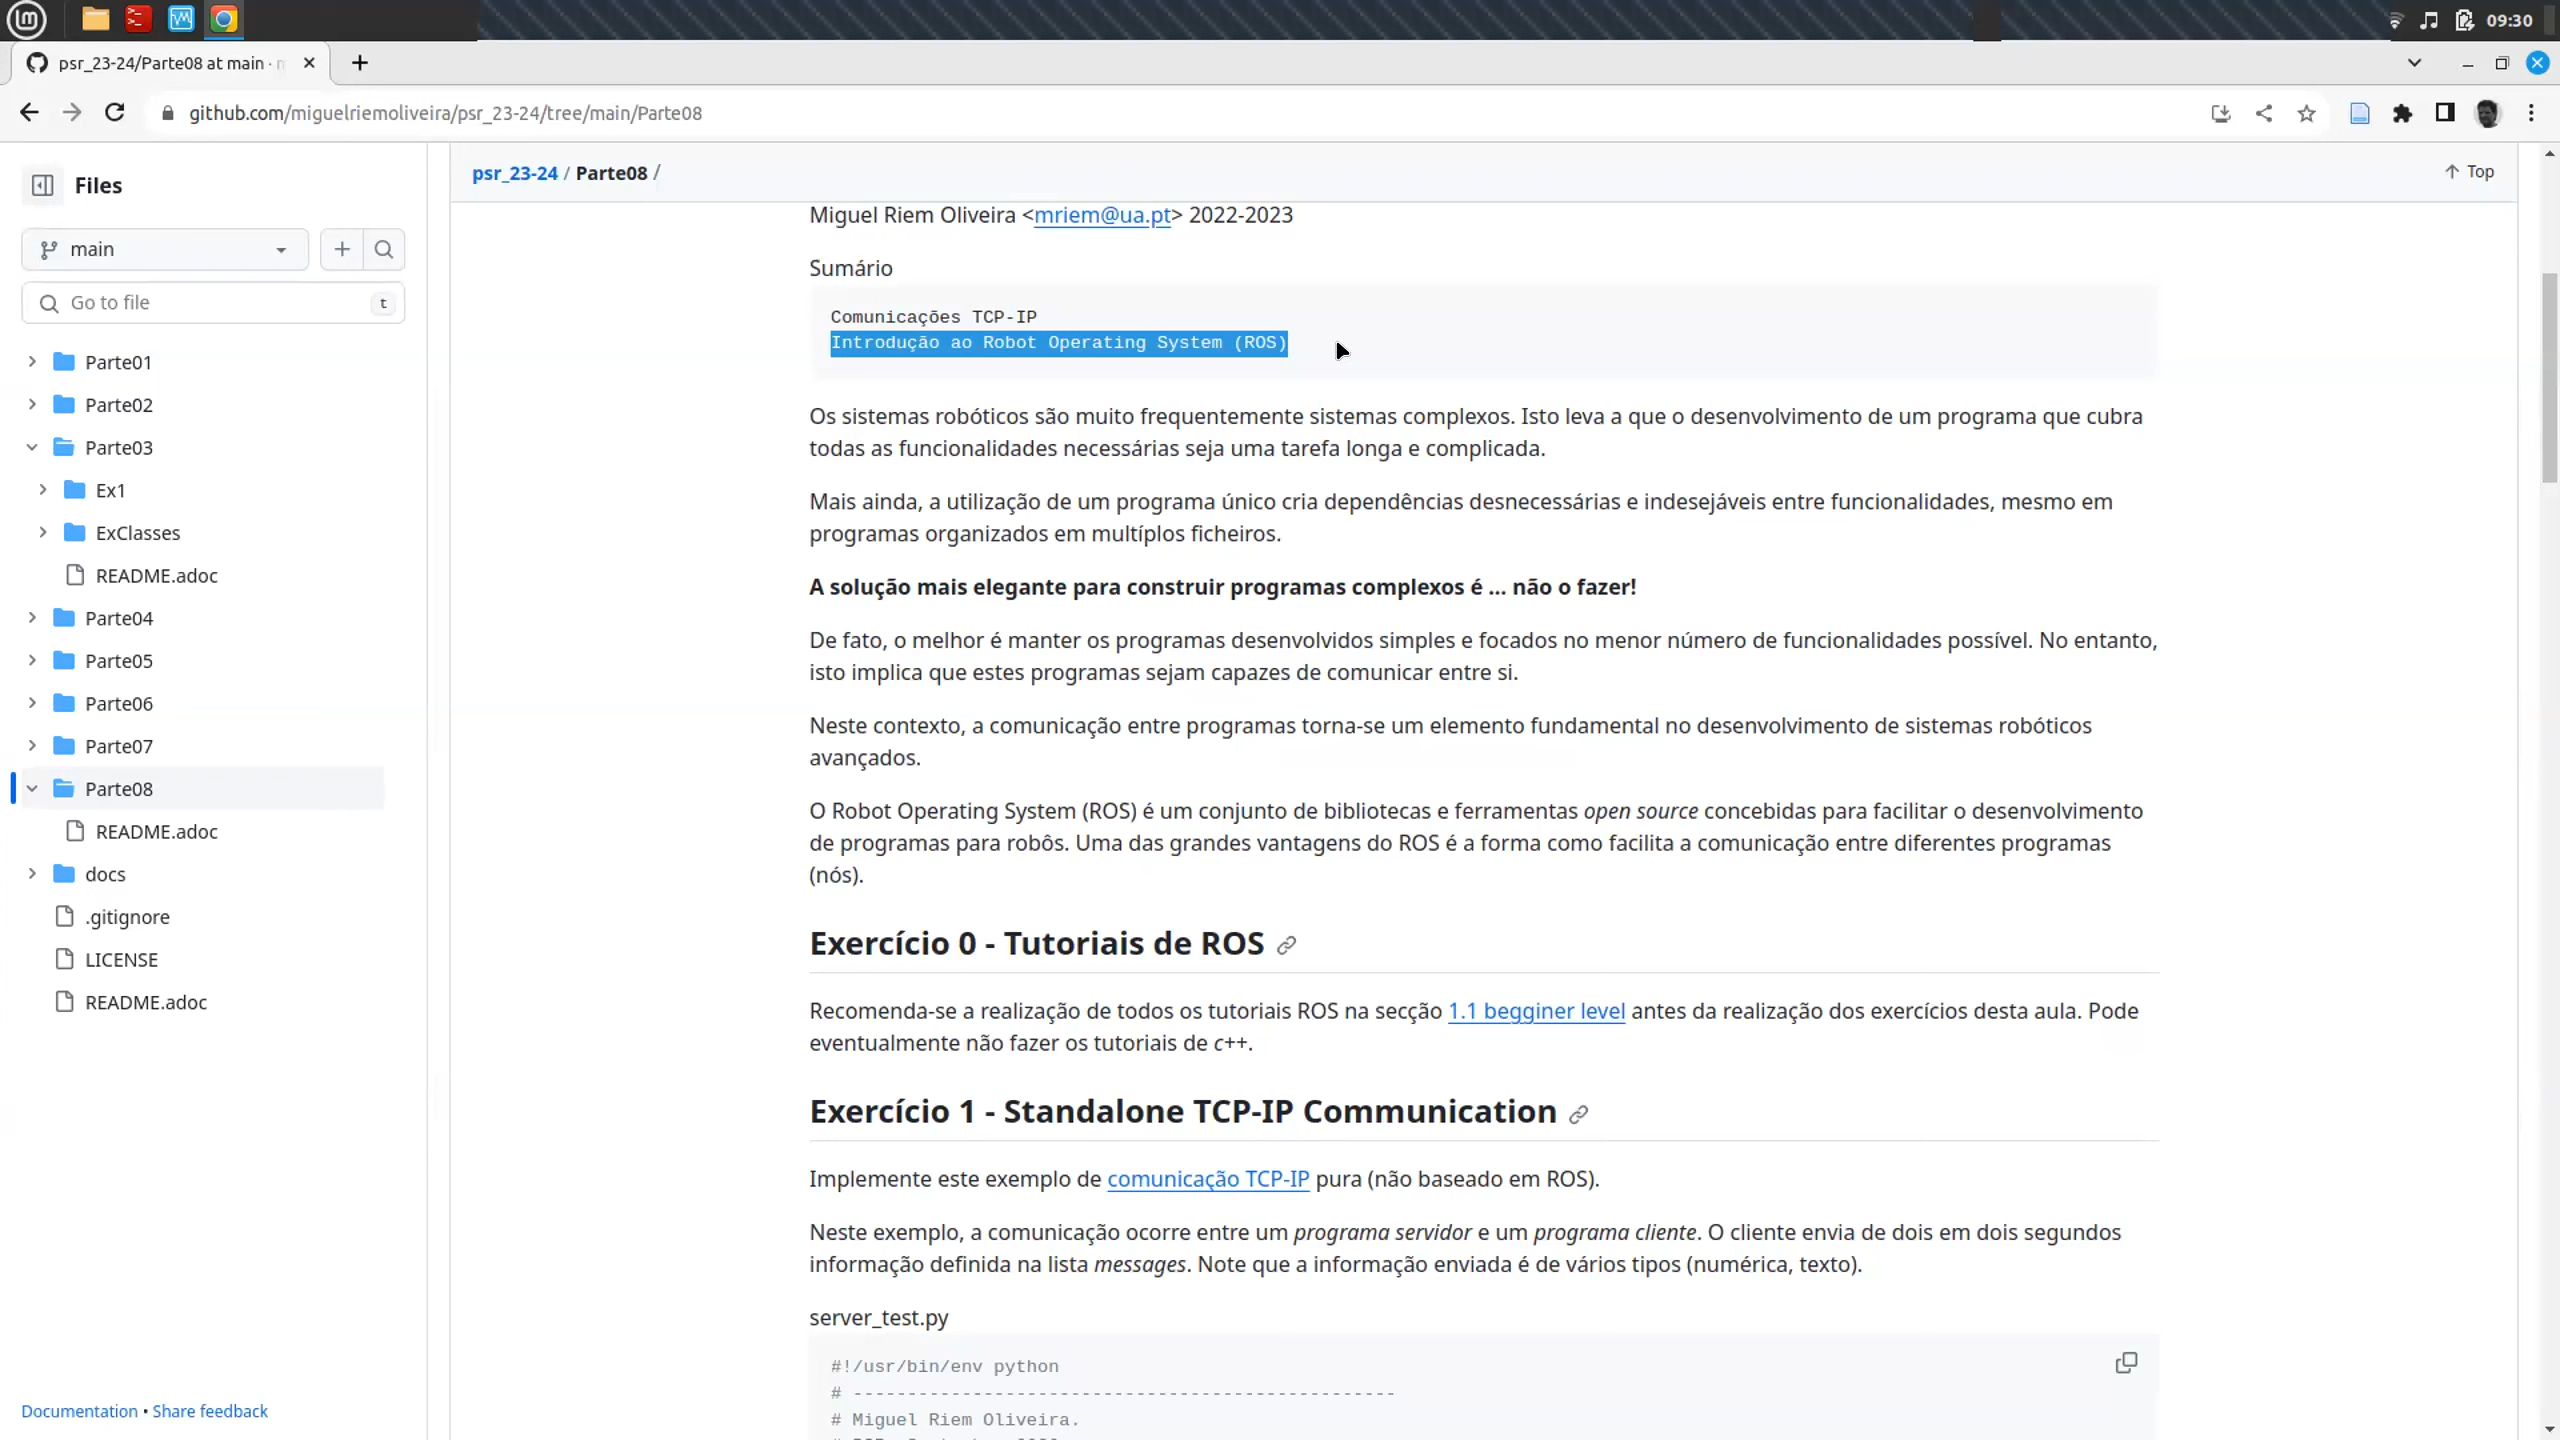 09:30
psr_23-24/Parte08 at main ·
github.com/miguelriemoliveira/psr_23-24/tree/main/Parte08
Files
psr_23-24 / Parte08 /
Top
main
Go to file
t
Parte01
Parte02
Parte03
Ex1
ExClasses
README.adoc
Parte04
Parte05
Parte06
Parte07
Parte08
README.adoc
docs
.gitignore
LICENSE
README.adoc
Documentation • Share feedback
Miguel Riem Oliveira <mriem@ua.pt> 2022-2023
Sumário
Comunicações TCP-IP
Introdução ao Robot Operating System (ROS)
Os sistemas robóticos são muito frequentemente sistemas complexos. Isto leva a que o desenvolvimento de um programa que cubra
todas as funcionalidades necessárias seja uma tarefa longa e complicada.
Mais ainda, a utilização de um programa único cria dependências desnecessárias e indesejáveis entre funcionalidades, mesmo em
programas organizados em multíplos ficheiros.
A solução mais elegante para construir programas complexos é ... não o fazer!
De fato, o melhor é manter os programas desenvolvidos simples e focados no menor número de funcionalidades possível. No entanto,
isto implica que estes programas sejam capazes de comunicar entre si.
Neste contexto, a comunicação entre programas torna-se um elemento fundamental no desenvolvimento de sistemas robóticos
avançados.
O Robot Operating System (ROS) é um conjunto de bibliotecas e ferramentas open source concebidas para facilitar o desenvolvimento
de programas para robôs. Uma das grandes vantagens do ROS é a forma como facilita a comunicação entre diferentes programas
(nós).
Exercício 0 - Tutoriais de ROS
Recomenda-se a realização de todos os tutoriais ROS na secção 1.1 begginer level antes da realização dos exercícios desta aula. Pode
eventualmente não fazer os tutoriais de c++.
Exercício 1 - Standalone TCP-IP Communication
Implemente este exemplo de comunicação TCP-IP pura (não baseado em ROS).
Neste exemplo, a comunicação ocorre entre um programa servidor e um programa cliente. O cliente envia de dois em dois segundos
informação definida na lista messages. Note que a informação enviada é de vários tipos (numérica, texto).
server_test.py
#!/usr/bin/env python
# --------------------------------------------------
# Miguel Riem Oliveira.